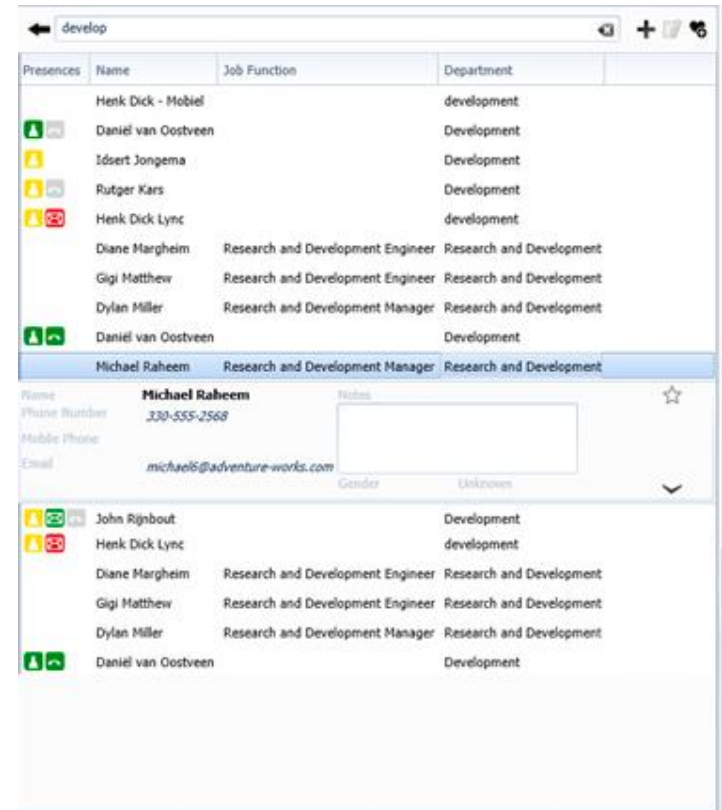 develop
Presences Name Job Function Department
Henk Dick - Mobiel development
Daniël van Oostveen Development
Idsert Jongema Development
Rutger Kars Development
Henk Dick Lync development
Diane Margheim Research and Development Engineer Research and Development
Gigi Matthew Research and Development Engineer Research and Development
Dylan Miller Research and Development Manager Research and Development
Daniël van Oostveen Development
Michael Raheem Research and Development Manager Research and Development
Name Michael Raheem Notes
Phone Number 330-555-2568
Mobile Phone
Email michael6@adventure-works.com
Gender Unknown
John Rijnbout Development
Henk Dick Lync development
Diane Margheim Research and Development Engineer Research and Development
Gigi Matthew Research and Development Engineer Research and Development
Dylan Miller Research and Development Manager Research and Development
Daniël van Oostveen Development